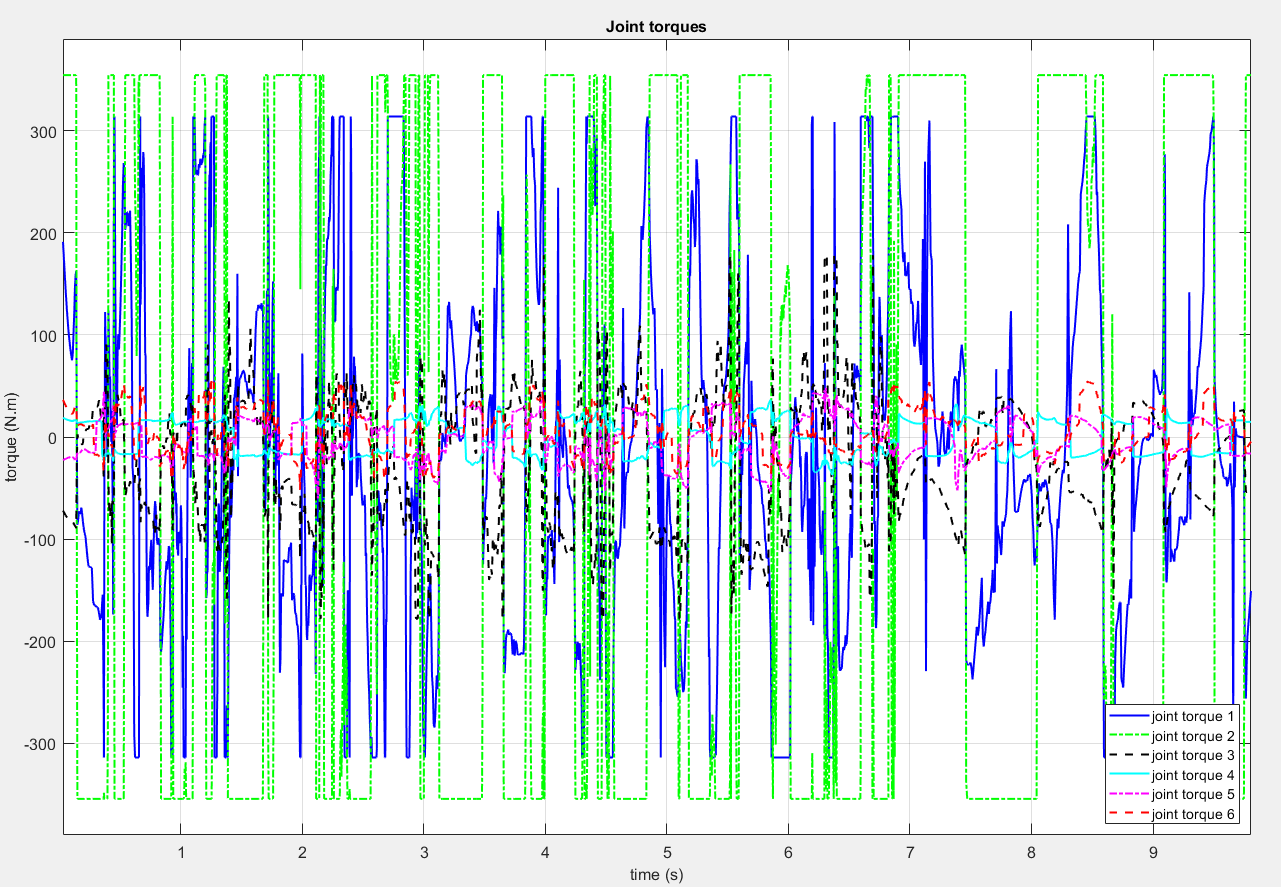 Joint torques
torque (N.m)
300
200
100
0
-100
-200
-300
1 2 3 4 5 6 7 8 9
time (s)
joint torque 1
joint torque 2
joint torque 3
joint torque 4
joint torque 5
joint torque 6